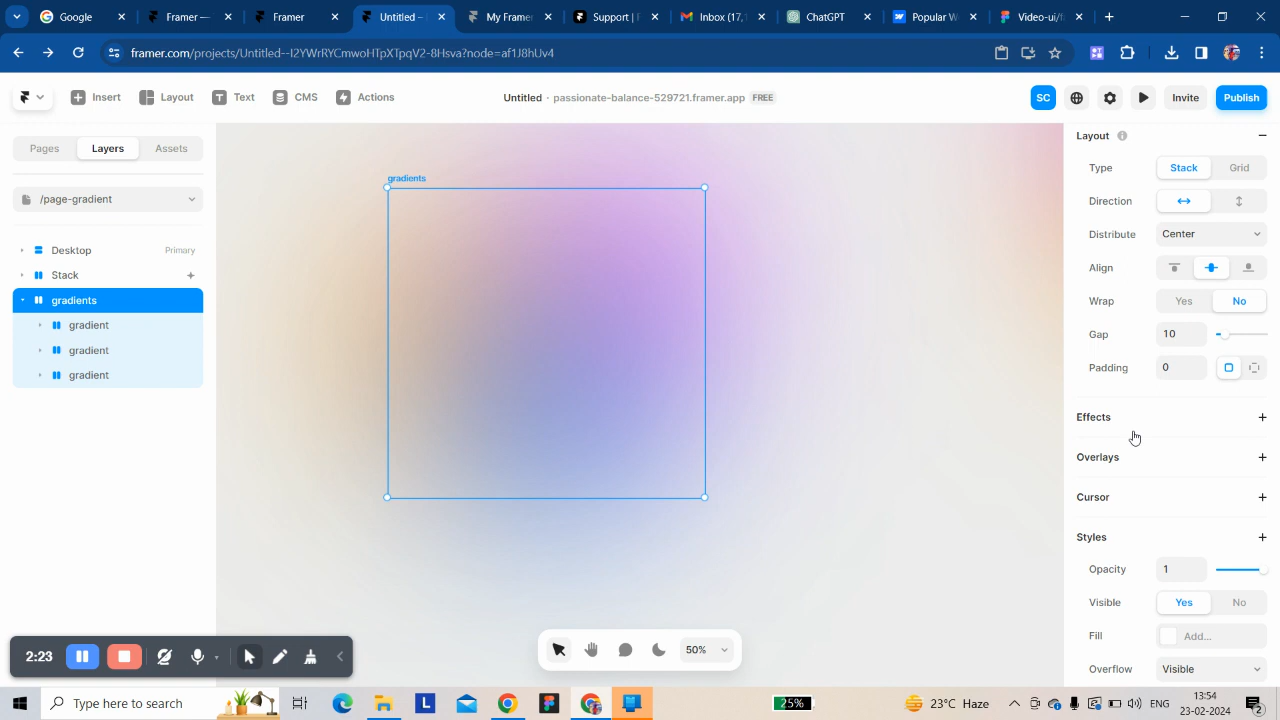 Google
Framer —
Framer
Untitled –
My Frame
Support | F
Inbox (17,
ChatGPT
Popular W
Video-ui/f
framer.com/projects/Untitled--I2YWrRYCmwoHTpXTpqV2-8Hsva?node=af1J8hUv4
Insert
Layout
Text
CMS
Actions
Untitled · passionate-balance-529721.framer.app FREE
SC
Invite
Publish
Pages
Layers
Assets
/page-gradient
Desktop
Primary
Stack
gradients
gradient
gradient
gradient
gradients
Layout
Type
Stack
Grid
Direction
Distribute
Center
Align
Wrap
Yes
No
Gap
10
Padding
0
Effects
Overlays
Cursor
Styles
Opacity
1
Visible
Yes
No
Fill
Add...
Overflow
Visible
50%
2:23
Type here to search
25%
23°C Haze
ENG
13:54
23-02-2024
2